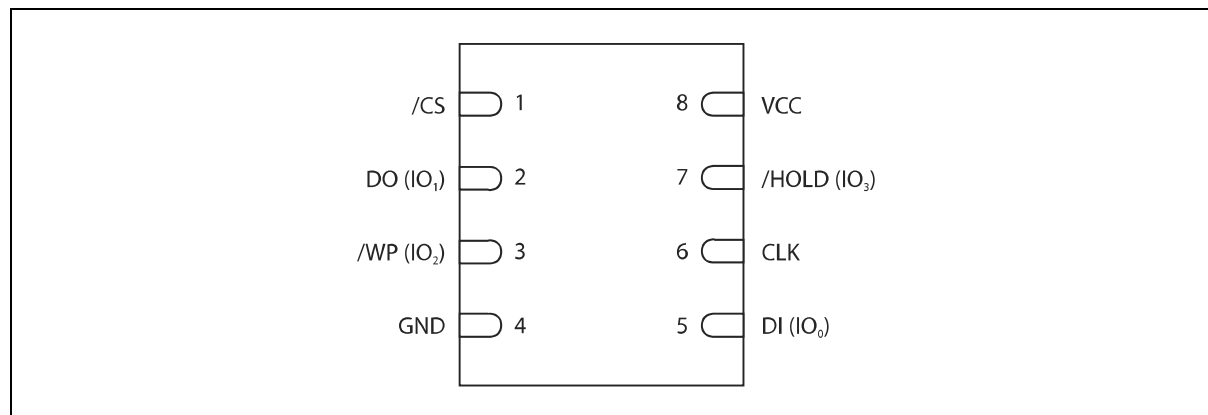 /CS 1 8 VCC
DO (IO₁) 2 7 /HOLD (IO₃)
/WP (IO₂) 3 6 CLK
GND 4 5 DI (IO₀)